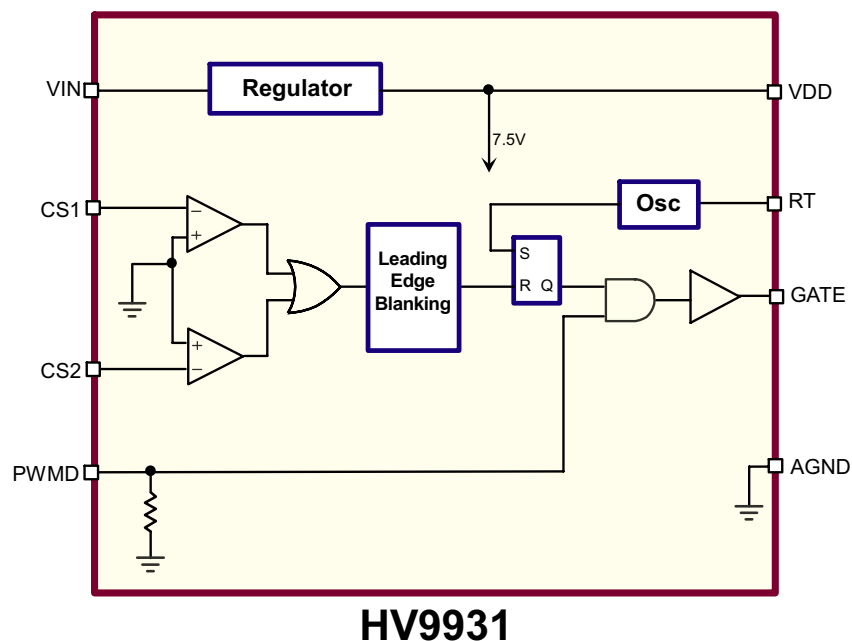 VIN
Regulator
VDD
7.5V
CS1
−
+
Osc
RT
Leading
Edge
Blanking
S
R Q
GATE
+
−
CS2
PWMD
AGND
HV9931